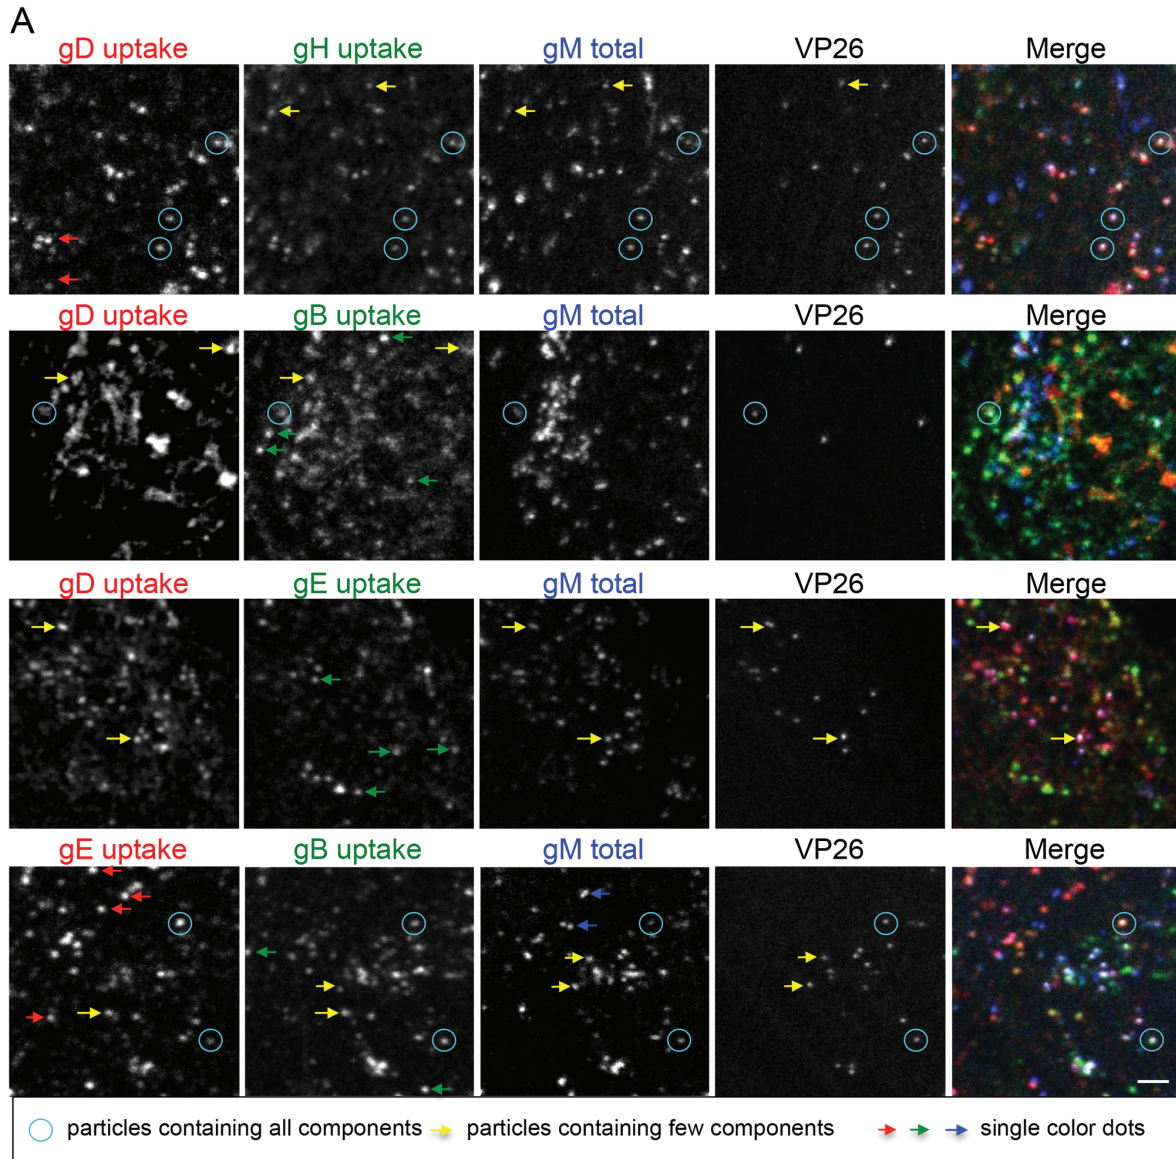 A
gD uptake gH uptake gM total VP26 Merge
gD uptake gB uptake gM total VP26 Merge
gD uptake gE uptake gM total VP26 Merge
gE uptake gB uptake gM total VP26 Merge
particles containing all components particles containing few components single color dots